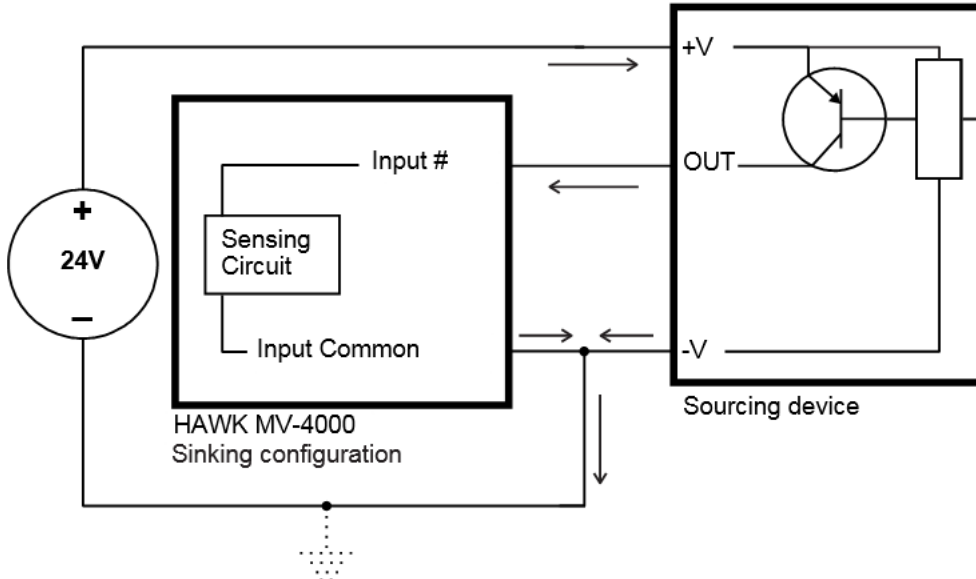 +V
Input #
OUT
+
24V
−
Sensing
Circuit
Input Common
-V
HAWK MV-4000
Sinking configuration
Sourcing device